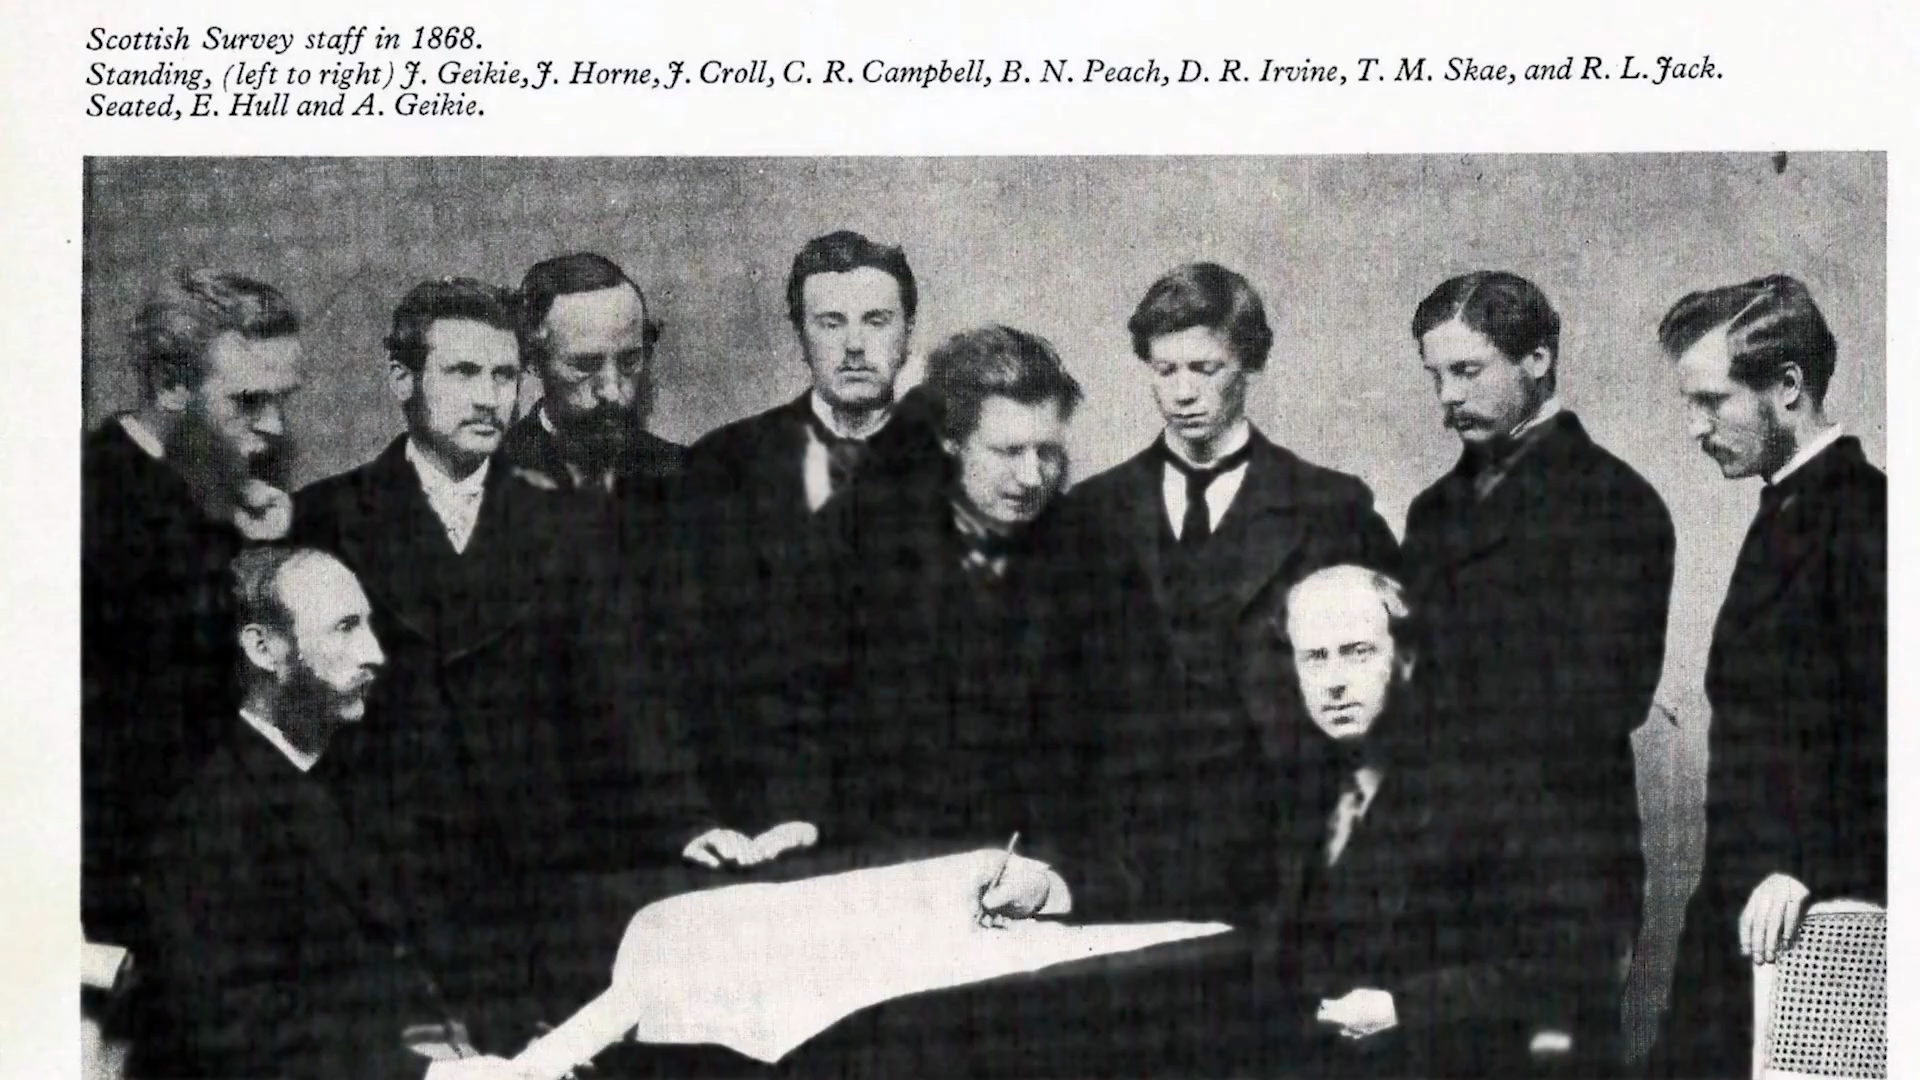 Scottish Survey staff in 1868.
Standing, (left to right) J. Geikie, J. Horne, J. Croll, C. R. Campbell, B. N. Peach, D. R. Irvine, T. M. Skae, and R. L. Jack.
Seated, E. Hull and A. Geikie.